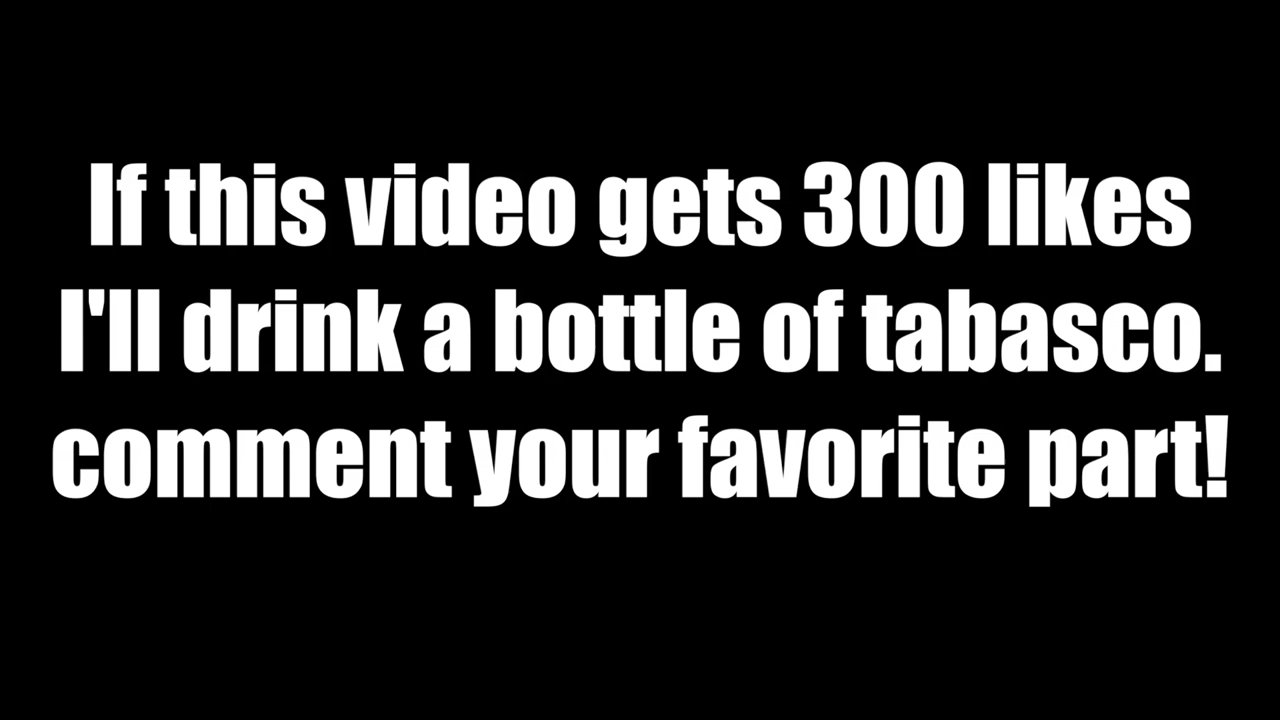 If this video gets 300 likes
I'll drink a bottle of tabasco.
comment your favorite part!